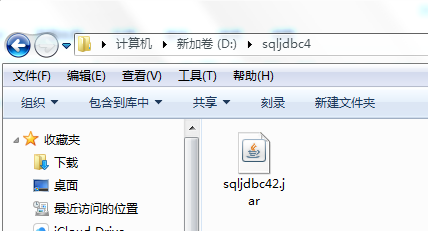 计算机 ▸ 新加卷 (D:) ▸ sqljdbc4
文件(F) 编辑(E) 查看(V) 工具(T) 帮助(H)
组织 包含到库中 共享 刻录 新建文件夹
收藏夹
下载
桌面
最近访问的位置
iCloud Drive
sqljdbc42.j
ar